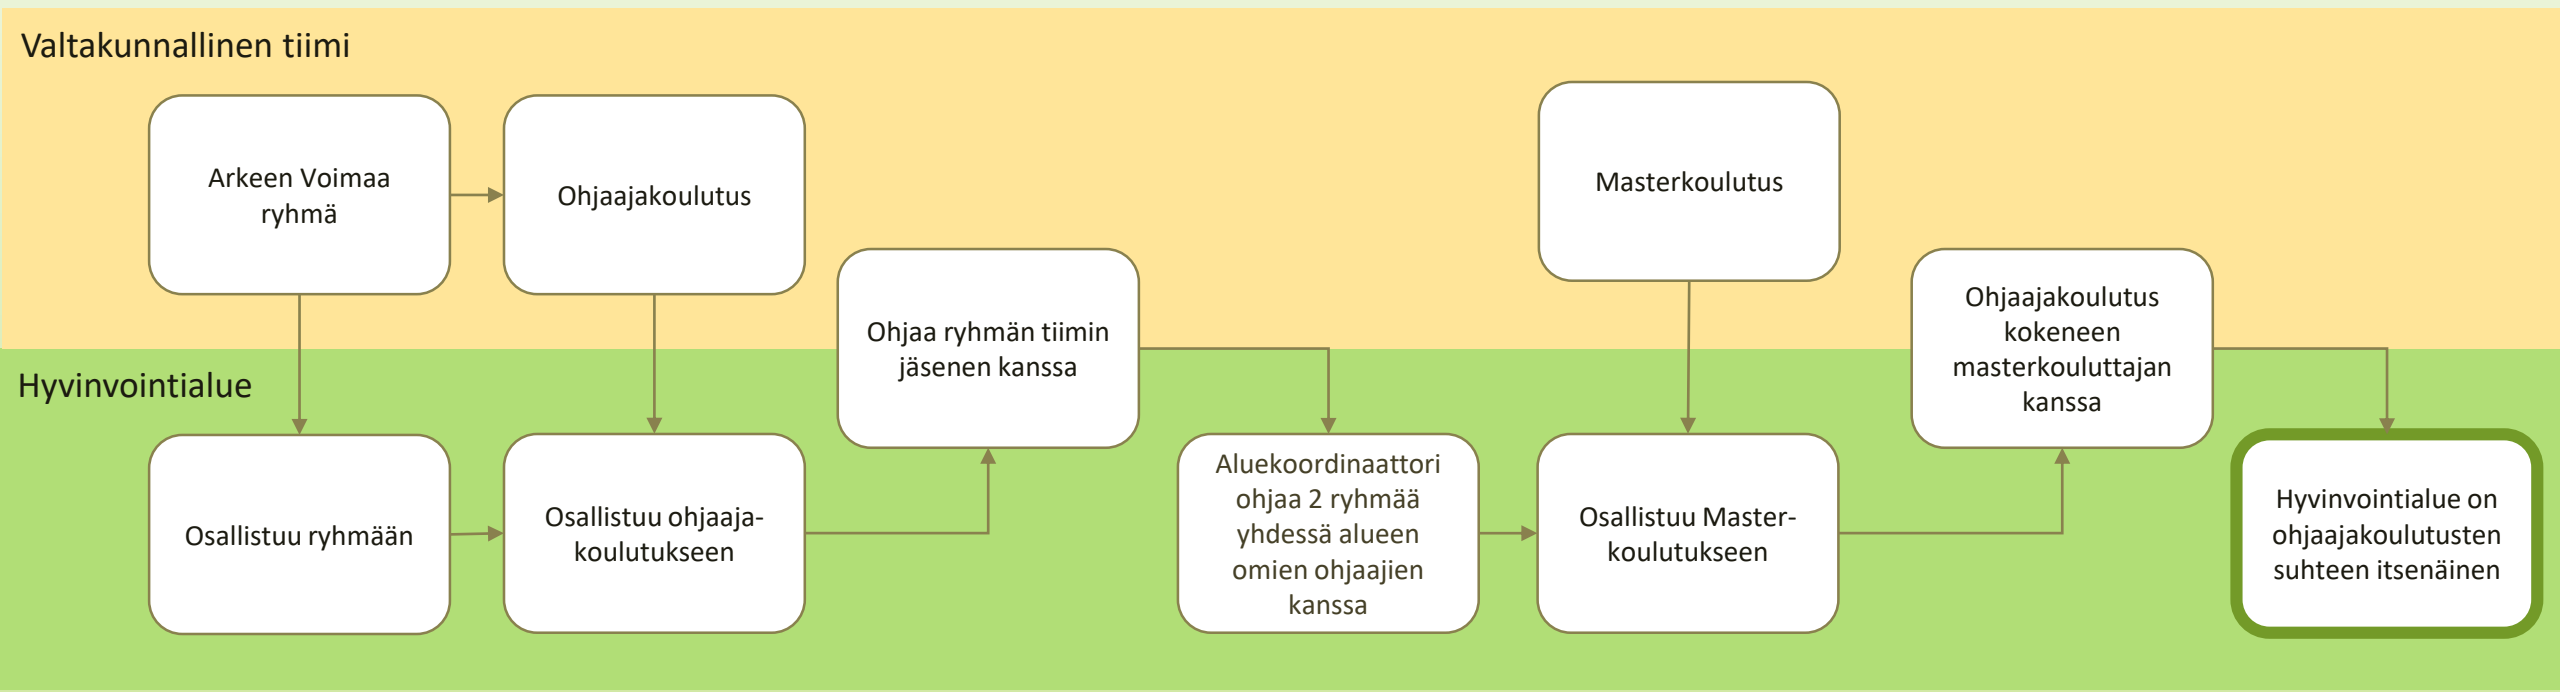 Valtakunnallinen tiimi
Arkeen Voimaa
ryhmä
Ohjaajakoulutus
Masterkoulutus
Ohjaa ryhmän tiimin
jäsenen kanssa
Ohjaajakoulutus
kokeneen
masterkouluttajan
kanssa
Hyvinvointialue
Osallistuu ryhmään
Osallistuu ohjaaja-
koulutukseen
Aluekoordinaattori
ohjaa 2 ryhmää
yhdessä alueen
omien ohjaajien
kanssa
Osallistuu Master-
koulutukseen
Hyvinvointialue on
ohjaajakoulutusten
suhteen itsenäinen